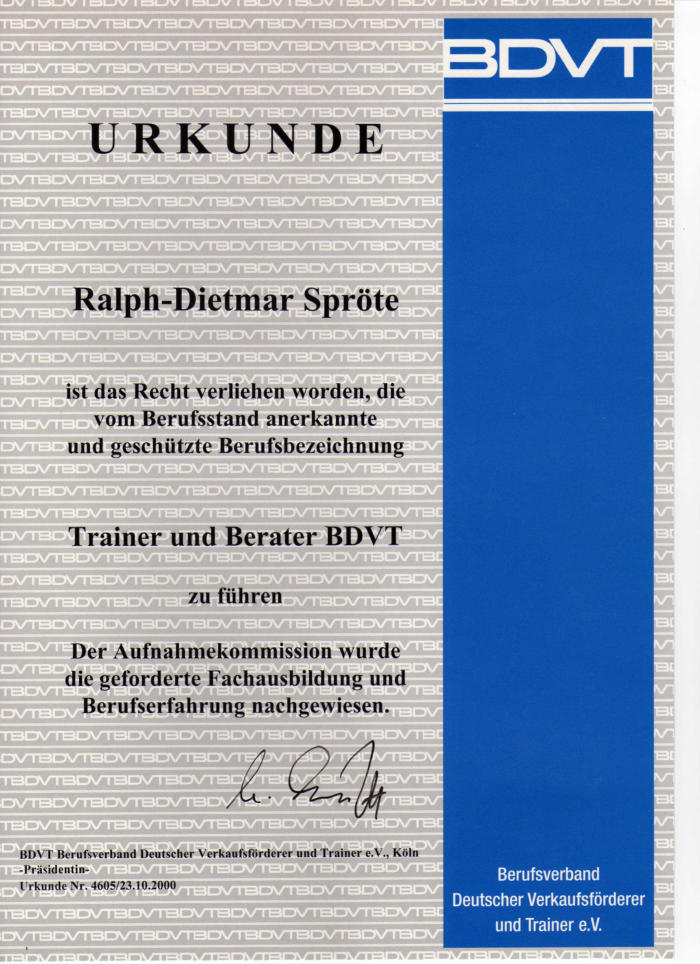 BDVT
URKUNDE
Ralph-Dietmar Spröte
ist das Recht verliehen worden, die
vom Berufsstand anerkannte
und geschützte Berufsbezeichnung
Trainer und Berater BDVT
zu führen
Der Aufnahmekommission wurde
die geforderte Fachausbildung und
Berufserfahrung nachgewiesen.
BDVT Berufsverband Deutscher Verkaufsförderer und Trainer e.V., Köln
-Präsidentin-
Urkunde Nr. 4605/23.10.2000
Berufsverband
Deutscher Verkaufsförderer
und Trainer e.V.